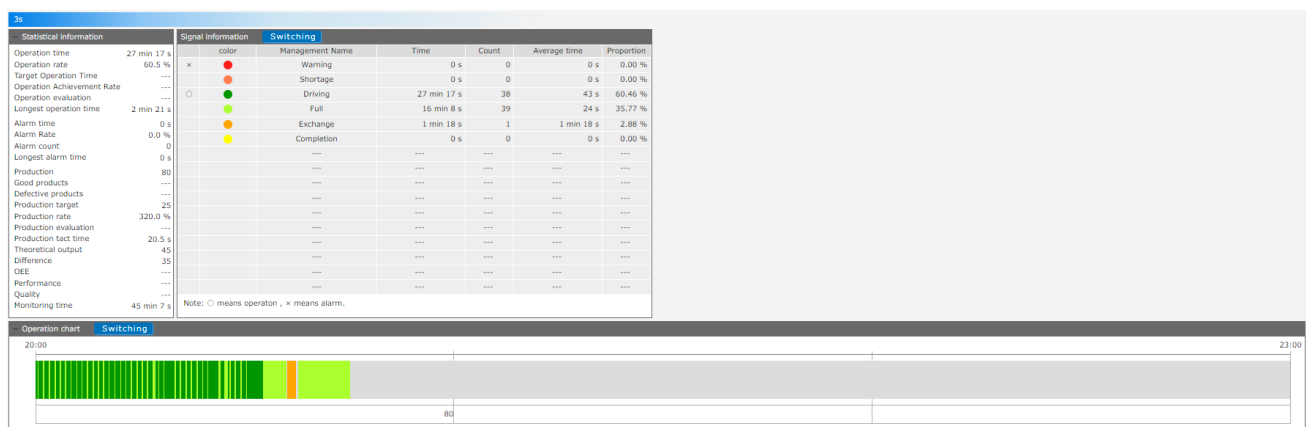 3s
− Statistical information
Operation time 27 min 17 s
Operation rate 60.5 %
Target Operation Time ---
Operation Achievement Rate ---
Operation evaluation ---
Longest operation time 2 min 21 s
Alarm time 0 s
Alarm Rate 0.0 %
Alarm count 0
Longest alarm time 0 s
Production 80
Good products ---
Defective products ---
Production target 25
Production rate 320.0 %
Production evaluation ---
Production tact time 20.5 s
Theoretical output 45
Difference 35
OEE ---
Performance ---
Quality ---
Monitoring time 45 min 7 s
Signal information Switching
color Management Name Time Count Average time Proportion
× Warning 0 s 0 0 s 0.00 %
Shortage 0 s 0 0 s 0.00 %
○ Driving 27 min 17 s 38 43 s 60.46 %
Full 16 min 8 s 39 24 s 35.77 %
Exchange 1 min 18 s 1 1 min 18 s 2.88 %
Completion 0 s 0 0 s 0.00 %
--- --- --- --- ---
--- --- --- --- ---
--- --- --- --- ---
--- --- --- --- ---
--- --- --- --- ---
--- --- --- --- ---
--- --- --- --- ---
--- --- --- --- ---
--- --- --- --- ---
--- --- --- --- ---
Note: ○ means operaton , × means alarm.
− Operation chart Switching
20:00 23:00
80